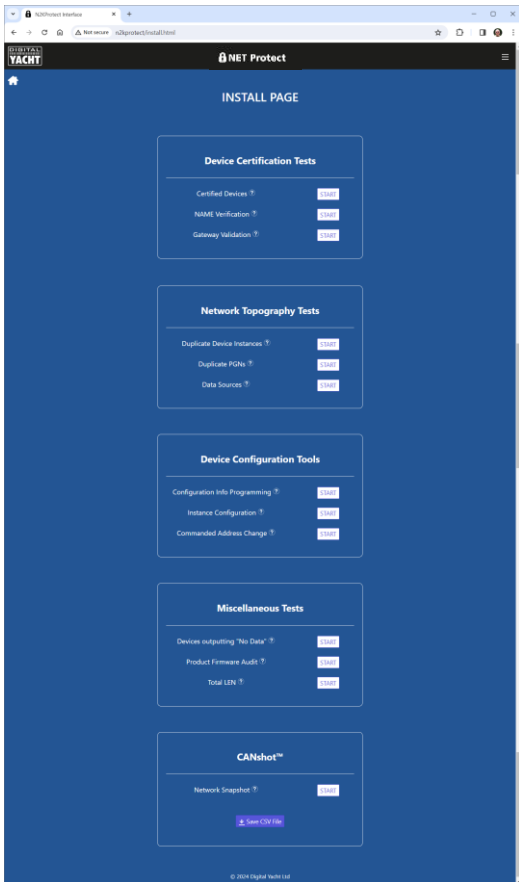 N2KProtect Interface
Not secure n2kprotect/install.html
DIGITAL
YACHT
NET Protect
INSTALL PAGE
Device Certification Tests
Certified Devices ? START
NAME Verification ? START
Gateway Validation ? START
Network Topography Tests
Duplicate Device Instances ? START
Duplicate PGNs ? START
Data Sources ? START
Device Configuration Tools
Configuration Info Programming ? START
Instance Configuration ? START
Commanded Address Change ? START
Miscellaneous Tests
Devices outputting "No Data" ? START
Product Firmware Audit ? START
Total LEN ? START
CANshot™
Network Snapshot ? START
Save CSV File
© 2024 Digital Yacht Ltd